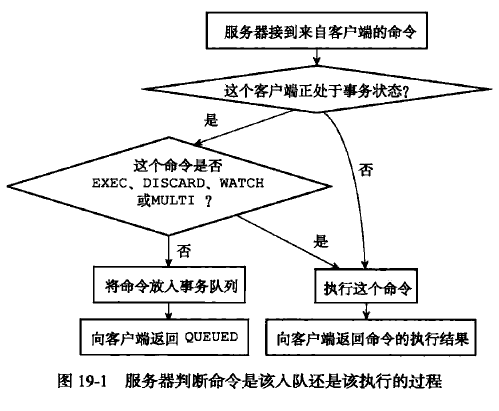 服务器接到来自客户端的命令
这个客户端正处于事务状态?
是
否
这个命令是否
EXEC、DISCARD、WATCH
或MULTI ?
否
是
将命令放入事务队列
执行这个命令
向客户端返回 QUEUED
向客户端返回命令的执行结果
图 19-1 服务器判断命令是该入队还是该执行的过程